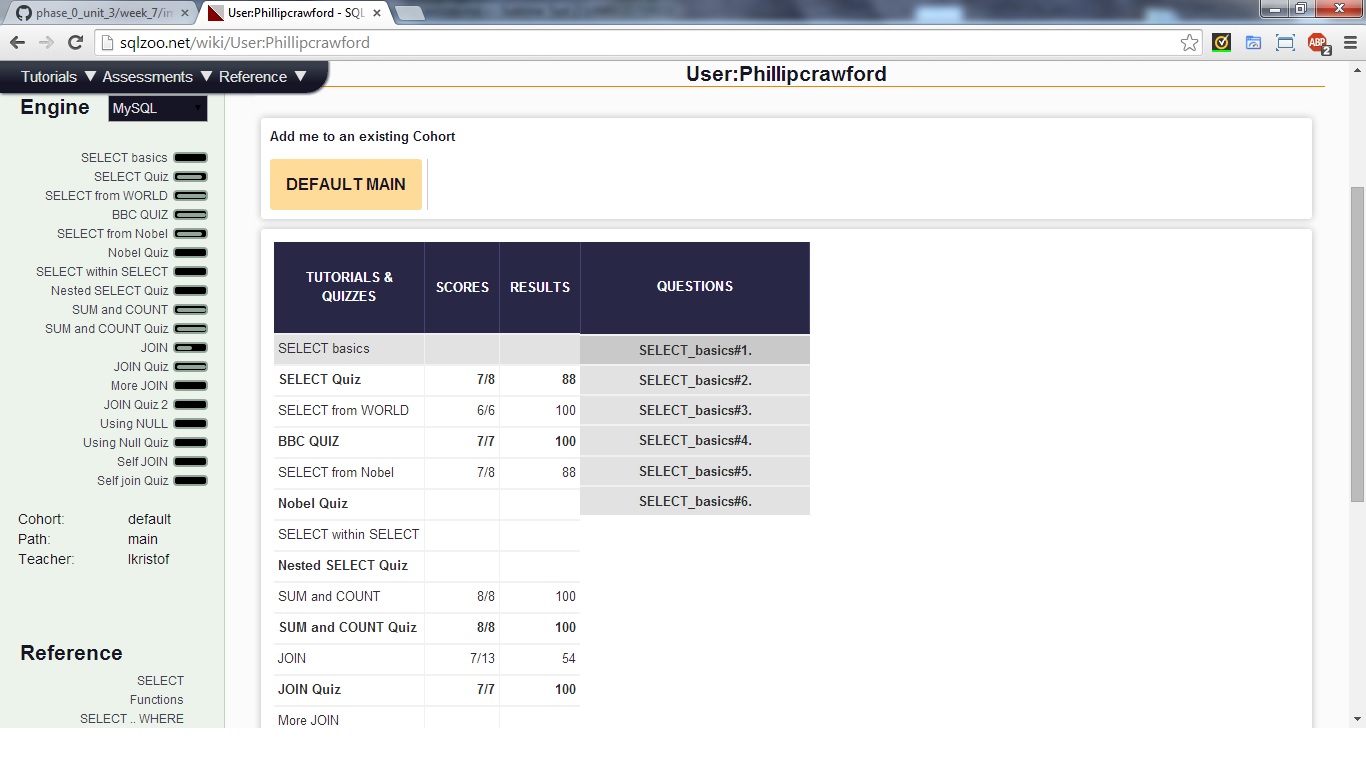 phase_0_unit_3/week_7/in
User:Phillipcrawford - SQL
sqlzoo.net/wiki/User:Phillipcrawford
ABP
2
Tutorials ▼ Assessments ▼ Reference ▼
User:Phillipcrawford
Engine MySQL
SELECT basics
SELECT Quiz
SELECT from WORLD
BBC QUIZ
SELECT from Nobel
Nobel Quiz
SELECT within SELECT
Nested SELECT Quiz
SUM and COUNT
SUM and COUNT Quiz
JOIN
JOIN Quiz
More JOIN
JOIN Quiz 2
Using NULL
Using Null Quiz
Self JOIN
Self join Quiz
Cohort: default
Path: main
Teacher: lkristof
Reference
SELECT
Functions
SELECT .. WHERE
Add me to an existing Cohort
DEFAULT MAIN
TUTORIALS &
QUIZZES
SCORES
RESULTS
QUESTIONS
SELECT basics
SELECT Quiz 7/8 88
SELECT from WORLD 6/6 100
BBC QUIZ 7/7 100
SELECT from Nobel 7/8 88
Nobel Quiz
SELECT within SELECT
Nested SELECT Quiz
SUM and COUNT 8/8 100
SUM and COUNT Quiz 8/8 100
JOIN 7/13 54
JOIN Quiz 7/7 100
More JOIN
SELECT_basics#1.
SELECT_basics#2.
SELECT_basics#3.
SELECT_basics#4.
SELECT_basics#5.
SELECT_basics#6.